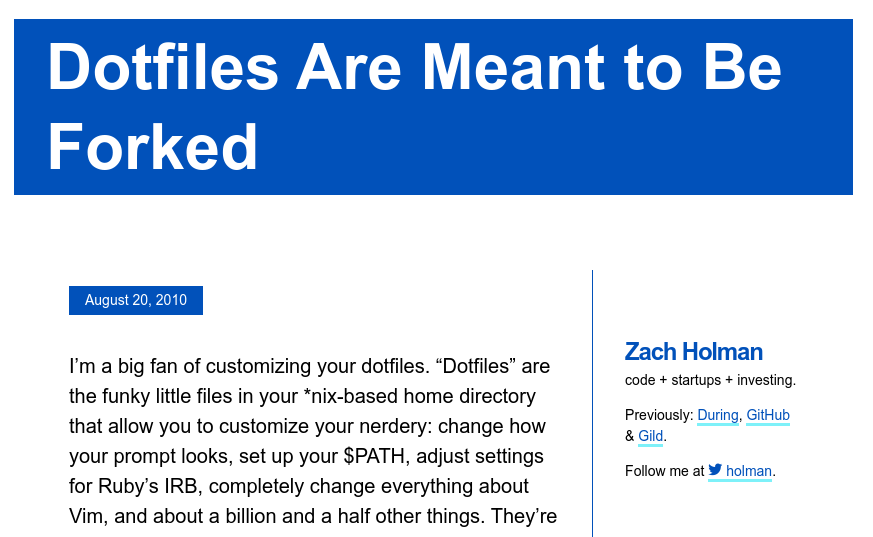 Dotfiles Are Meant to Be
Forked
August 20, 2010
I’m a big fan of customizing your dotfiles. “Dotfiles” are
the funky little files in your *nix-based home directory
that allow you to customize your nerdery: change how
your prompt looks, set up your $PATH, adjust settings
for Ruby’s IRB, completely change everything about
Vim, and about a billion and a half other things. They’re
Zach Holman
code + startups + investing.
Previously: During, GitHub
& Gild.
Follow me at holman.